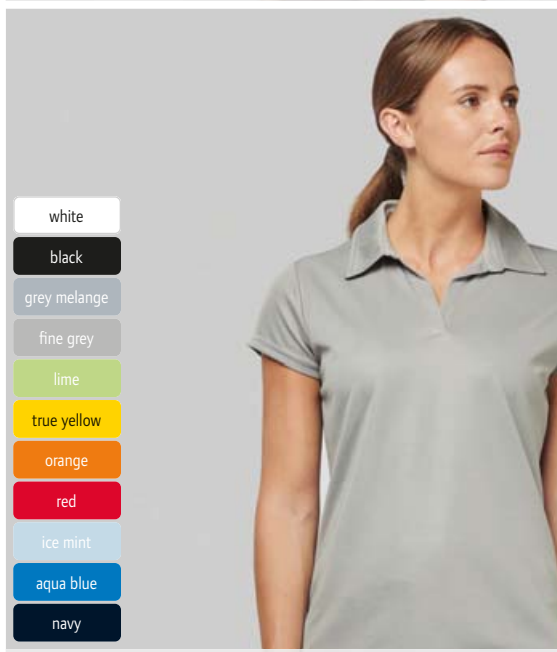 white
black
grey melange
fine grey
lime
true yellow
orange
red
ice mint
aqua blue
navy